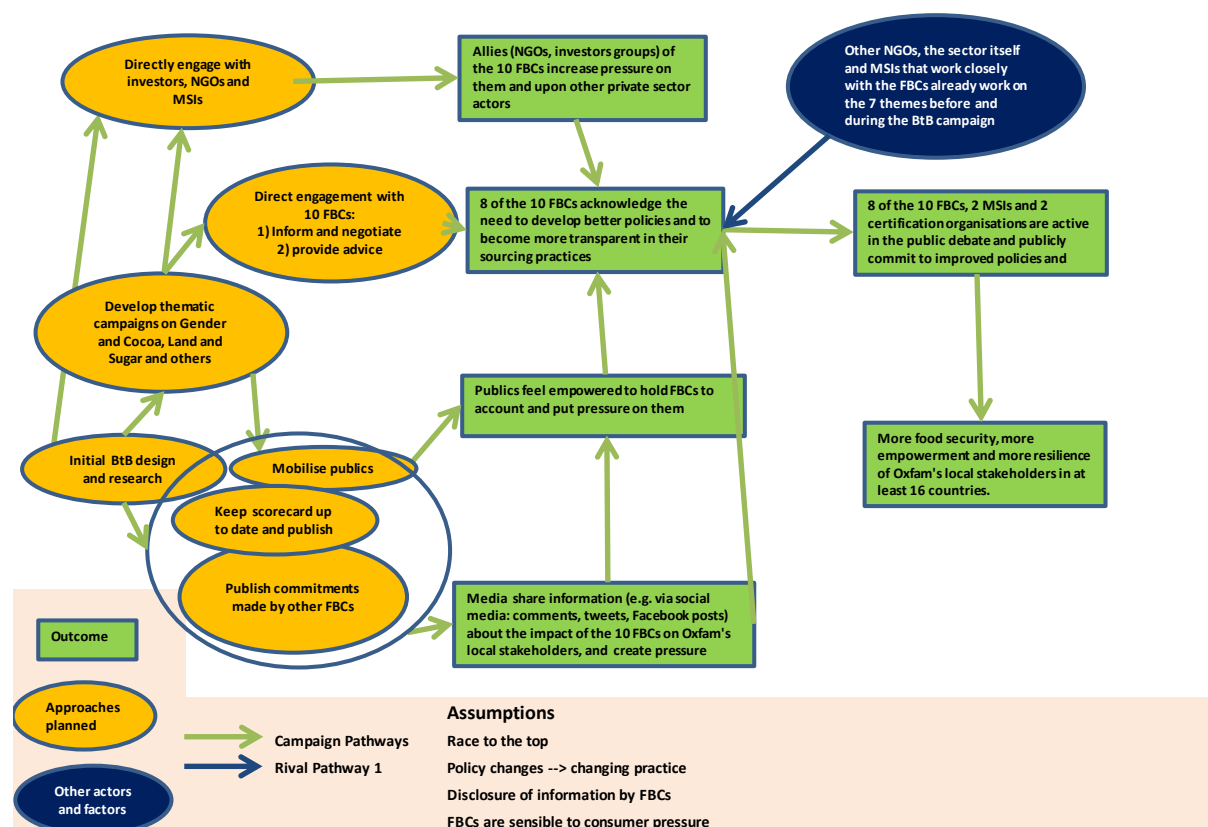 Directly engage with
investors, NGOs and
MSIs
Allies (NGOs, investors groups) of
the 10 FBCs increase pressure on
them and upon other private sector
actors
Other NGOs, the sector itself
and MSIs that work closely
with the FBCs already work on
the 7 themes before and
during the BtB campaign
Direct engagement with
10 FBCs:
1) Inform and negotiate
2) provide advice
8 of the 10 FBCs acknowledge the
need to develop better policies and to
become more transparent in their
sourcing practices
8 of the 10 FBCs, 2 MSIs and 2
certification organisations are active
in the public debate and publicly
commit to improved policies and
Develop thematic
campaigns on Gender
and Cocoa, Land and
Sugar and others
Publics feel empowered to hold FBCs to
account and put pressure on them
Initial BtB design
and research
Mobilise publics
Keep scorecard up
to date and publish
Publish commitments
made by other FBCs
More food security, more
empowerment and more resilience
of Oxfam's local stakeholders in at
least 16 countries.
Media share information (e.g. via social
media: comments, tweets, Facebook posts)
about the impact of the 10 FBCs on Oxfam's
local stakeholders, and create pressure
Outcome
Approaches
planned
Other actors
and factors
Campaign Pathways
Rival Pathway 1
Assumptions
Race to the top
Policy changes --> changing practice
Disclosure of information by FBCs
FBCs are sensible to consumer pressure